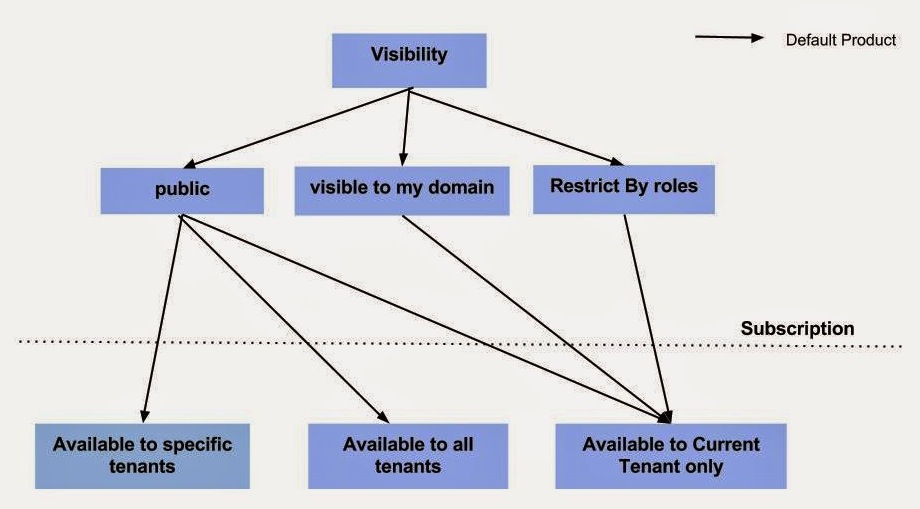 Visibility
Default Product
public
visible to my domain
Restrict By roles
Subscription
Available to specific
tenants
Available to all
tenants
Available to Current
Tenant only